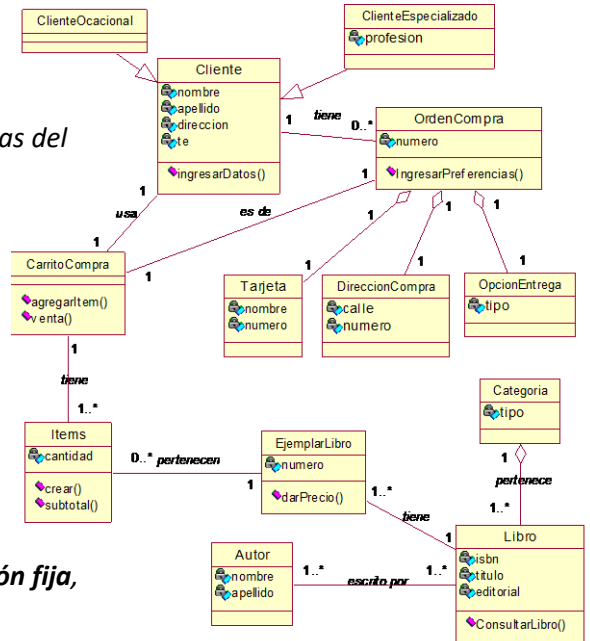 ClienteOcacional
ClienteEspecializado
profesion
Cliente
nombre
apellido
direccion
te
ingresarDatos()
1
tiene
0..*
OrdenCompra
numero
IngresarPreferencias()
as del
1
usa
1
1
es de
1
1
1
1
1
1
1
CarritoCompra
agregarItem()
venta()
Tarjeta
nombre
numero
DireccionCompra
calle
numero
OpcionEntrega
tipo
1
tiene
1..*
Categoria
tipo
Items
cantidad
crear()
subtotal()
0..*
pertenecen
1
EjemplarLibro
numero
darPrecio()
1
pertenece
1..*
1..*
tiene
1
Libro
isbn
titulo
editorial
ConsultarLibro()
Autor
nombre
apellido
1..*
escrito por
1..*
ón fija,